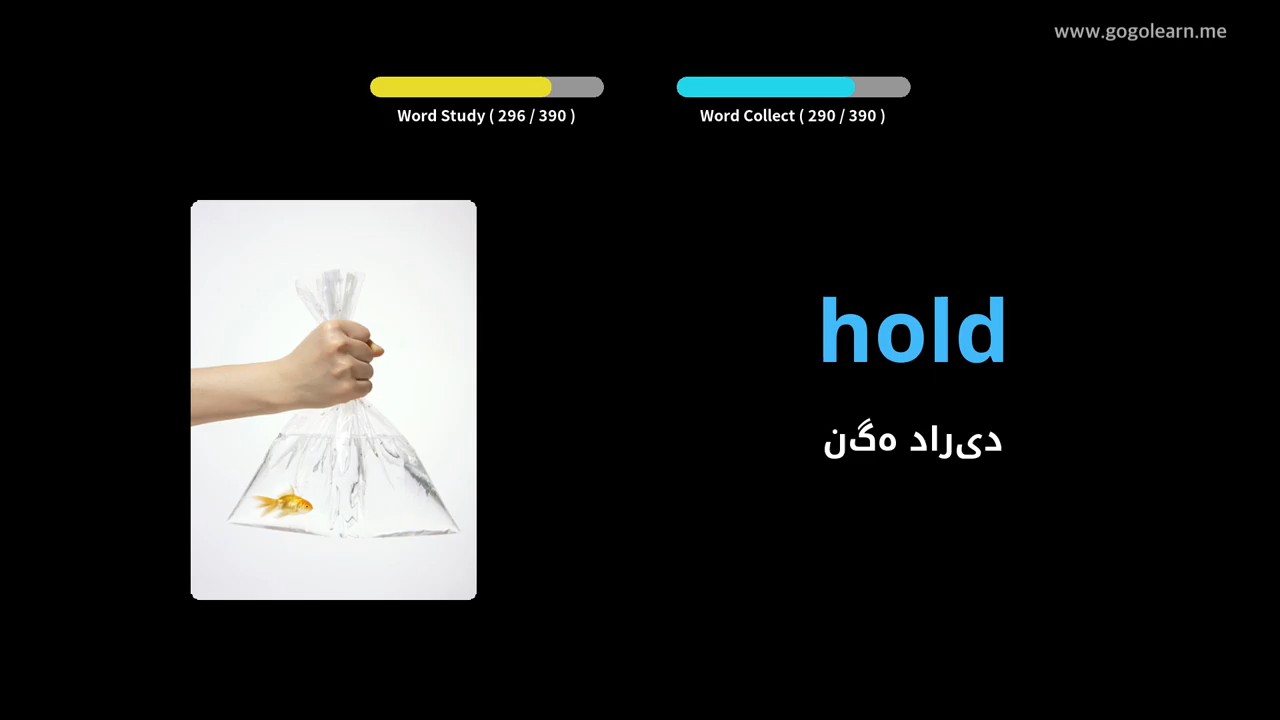 www.gogolearn.me
Word Study ( 296 / 390 )
Word Collect ( 290 / 390 )
hold
دیراد هگن